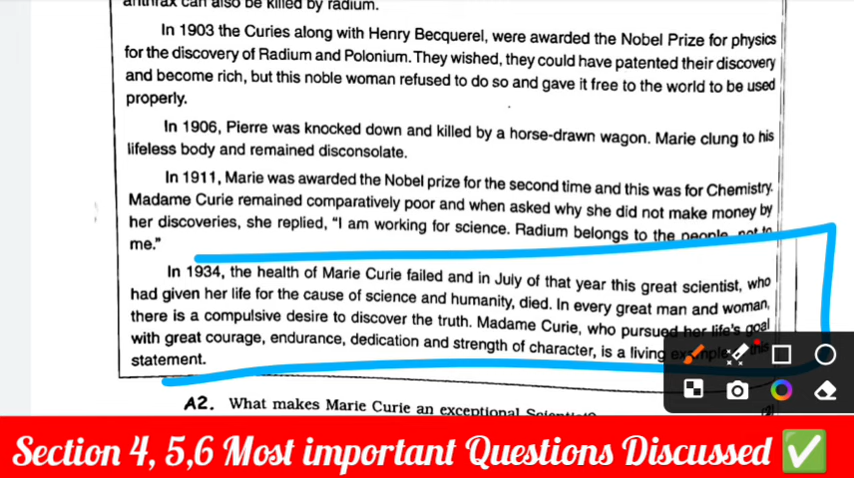 anthrax can also be killed by radium.
In 1903 the Curies along with Henry Becquerel, were awarded the Nobel Prize for physics
for the discovery of Radium and Polonium. They wished, they could have patented their discovery
and become rich, but this noble woman refused to do so and gave it free to the world to be used
properly.
In 1906, Pierre was knocked down and killed by a horse-drawn wagon. Marie clung to his
lifeless body and remained disconsolate.
In 1911, Marie was awarded the Nobel prize for the second time and this was for Chemistry.
Madame Curie remained comparatively poor and when asked why she did not make money by
her discoveries, she replied, “I am working for science. Radium belongs to the people, not to
me.”
In 1934, the health of Marie Curie failed and in July of that year this great scientist, who
had given her life for the cause of science and humanity, died. In every great man and woman,
there is a compulsive desire to discover the truth. Madame Curie, who pursued her life's goal
with great courage, endurance, dedication and strength of character, is a living example this
statement.
A2. What makes Marie Curie an exceptional
Section 4, 5,6 Most important Questions Discussed ✅